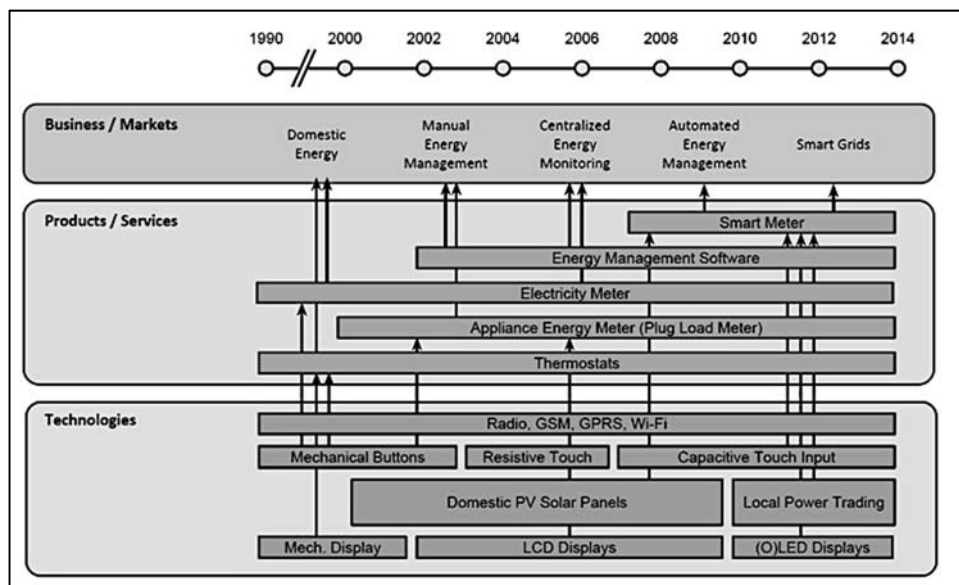 1990 2000 2002 2004 2006 2008 2010 2012 2014
Business / Markets
Domestic
Energy
Manual
Energy
Management
Centralized
Energy
Monitoring
Automated
Energy
Management
Smart Grids
Products / Services
Smart Meter
Energy Management Software
Electricity Meter
Appliance Energy Meter (Plug Load Meter)
Thermostats
Technologies
Radio, GSM, GPRS, Wi-Fi
Mechanical Buttons
Resistive Touch
Capacitive Touch Input
Domestic PV Solar Panels
Local Power Trading
Mech. Display
LCD Displays
(O)LED Displays